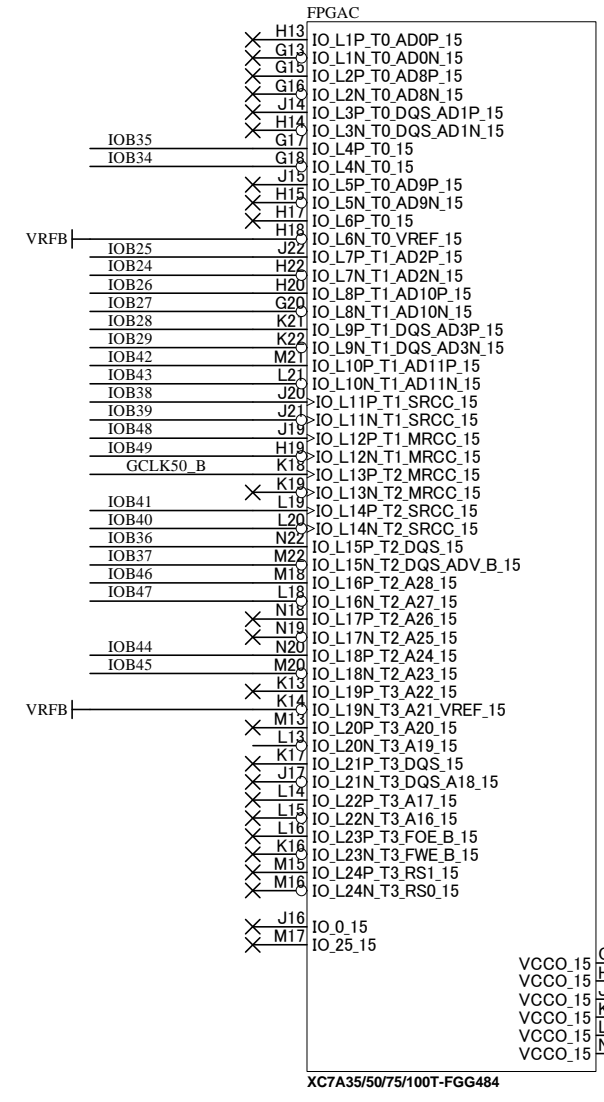 FPGAC
H13 IO_L1P_T0_AD0P_15
G13 IO_L1N_T0_AD0N_15
G15 IO_L2P_T0_AD8P_15
G16 IO_L2N_T0_AD8N_15
J14 IO_L3P_T0_DQS_AD1P_15
H14 IO_L3N_T0_DQS_AD1N_15
IOB35 G17 IO_L4P_T0_15
IOB34 G18 IO_L4N_T0_15
J15 IO_L5P_T0_AD9P_15
H15 IO_L5N_T0_AD9N_15
H17 IO_L6P_T0_15
VRFB H18 IO_L6N_T0_VREF_15
IOB25 J22 IO_L7P_T1_AD2P_15
IOB24 H22 IO_L7N_T1_AD2N_15
IOB26 H20 IO_L8P_T1_AD10P_15
IOB27 G20 IO_L8N_T1_AD10N_15
IOB28 K21 IO_L9P_T1_DQS_AD3P_15
IOB29 K22 IO_L9N_T1_DQS_AD3N_15
IOB42 M21 IO_L10P_T1_AD11P_15
IOB43 L21 IO_L10N_T1_AD11N_15
IOB38 J20 IO_L11P_T1_SRCC_15
IOB39 J21 IO_L11N_T1_SRCC_15
IOB48 J19 IO_L12P_T1_MRCC_15
IOB49 H19 IO_L12N_T1_MRCC_15
GCLK50_B K18 IO_L13P_T2_MRCC_15
K19 IO_L13N_T2_MRCC_15
IOB41 L19 IO_L14P_T2_SRCC_15
IOB40 L20 IO_L14N_T2_SRCC_15
IOB36 N22 IO_L15P_T2_DQS_15
IOB37 M22 IO_L15N_T2_DQS_ADV_B_15
IOB46 M18 IO_L16P_T2_A28_15
IOB47 L18 IO_L16N_T2_A27_15
N18 IO_L17P_T2_A26_15
N19 IO_L17N_T2_A25_15
IOB44 N20 IO_L18P_T2_A24_15
IOB45 M20 IO_L18N_T2_A23_15
K13 IO_L19P_T3_A22_15
VRFB K14 IO_L19N_T3_A21_VREF_15
M13 IO_L20P_T3_A20_15
L13 IO_L20N_T3_A19_15
K17 IO_L21P_T3_DQS_15
J17 IO_L21N_T3_DQS_A18_15
L14 IO_L22P_T3_A17_15
L15 IO_L22N_T3_A16_15
L16 IO_L23P_T3_FOE_B_15
K16 IO_L23N_T3_FWE_B_15
M15 IO_L24P_T3_RS1_15
M16 IO_L24N_T3_RS0_15
J16 IO_0_15
M17 IO_25_15
VCCO_15
VCCO_15
VCCO_15
VCCO_15
VCCO_15
VCCO_15
XC7A35/50/75/100T-FGG484